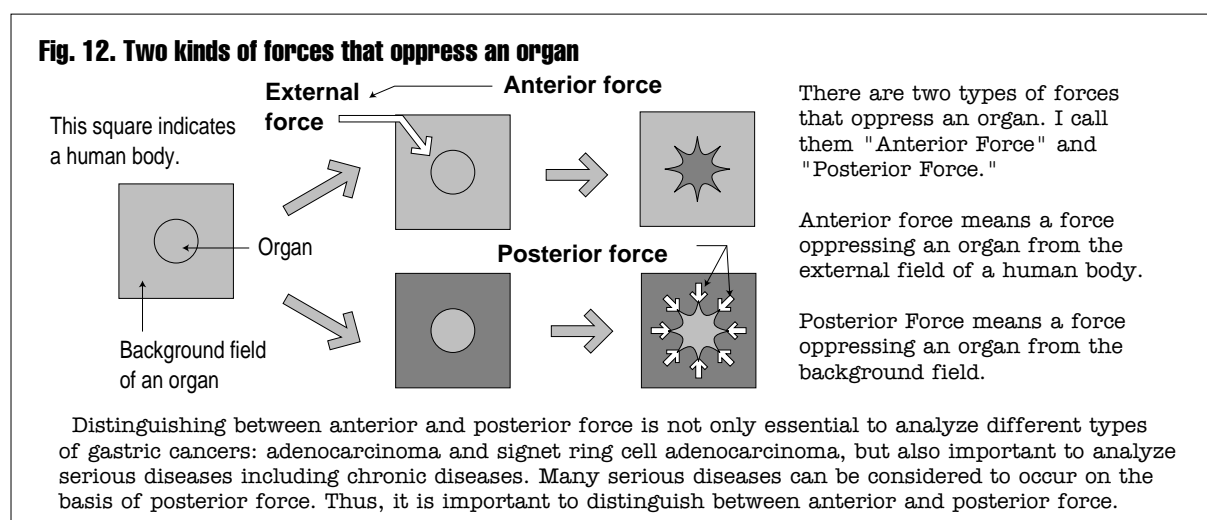 Fig. 12. Two kinds of forces that oppress an organ
This square indicates
a human body.
Organ
Background field
of an organ
External
force
Anterior force
Posterior force
There are two types of forces
that oppress an organ. I call
them "Anterior Force" and
"Posterior Force."
Anterior force means a force
oppressing an organ from the
external field of a human body.
Posterior Force means a force
oppressing an organ from the
background field.
Distinguishing between anterior and posterior force is not only essential to analyze different types
of gastric cancers: adenocarcinoma and signet ring cell adenocarcinoma, but also important to analyze
serious diseases including chronic diseases. Many serious diseases can be considered to occur on the
basis of posterior force. Thus, it is important to distinguish between anterior and posterior force.